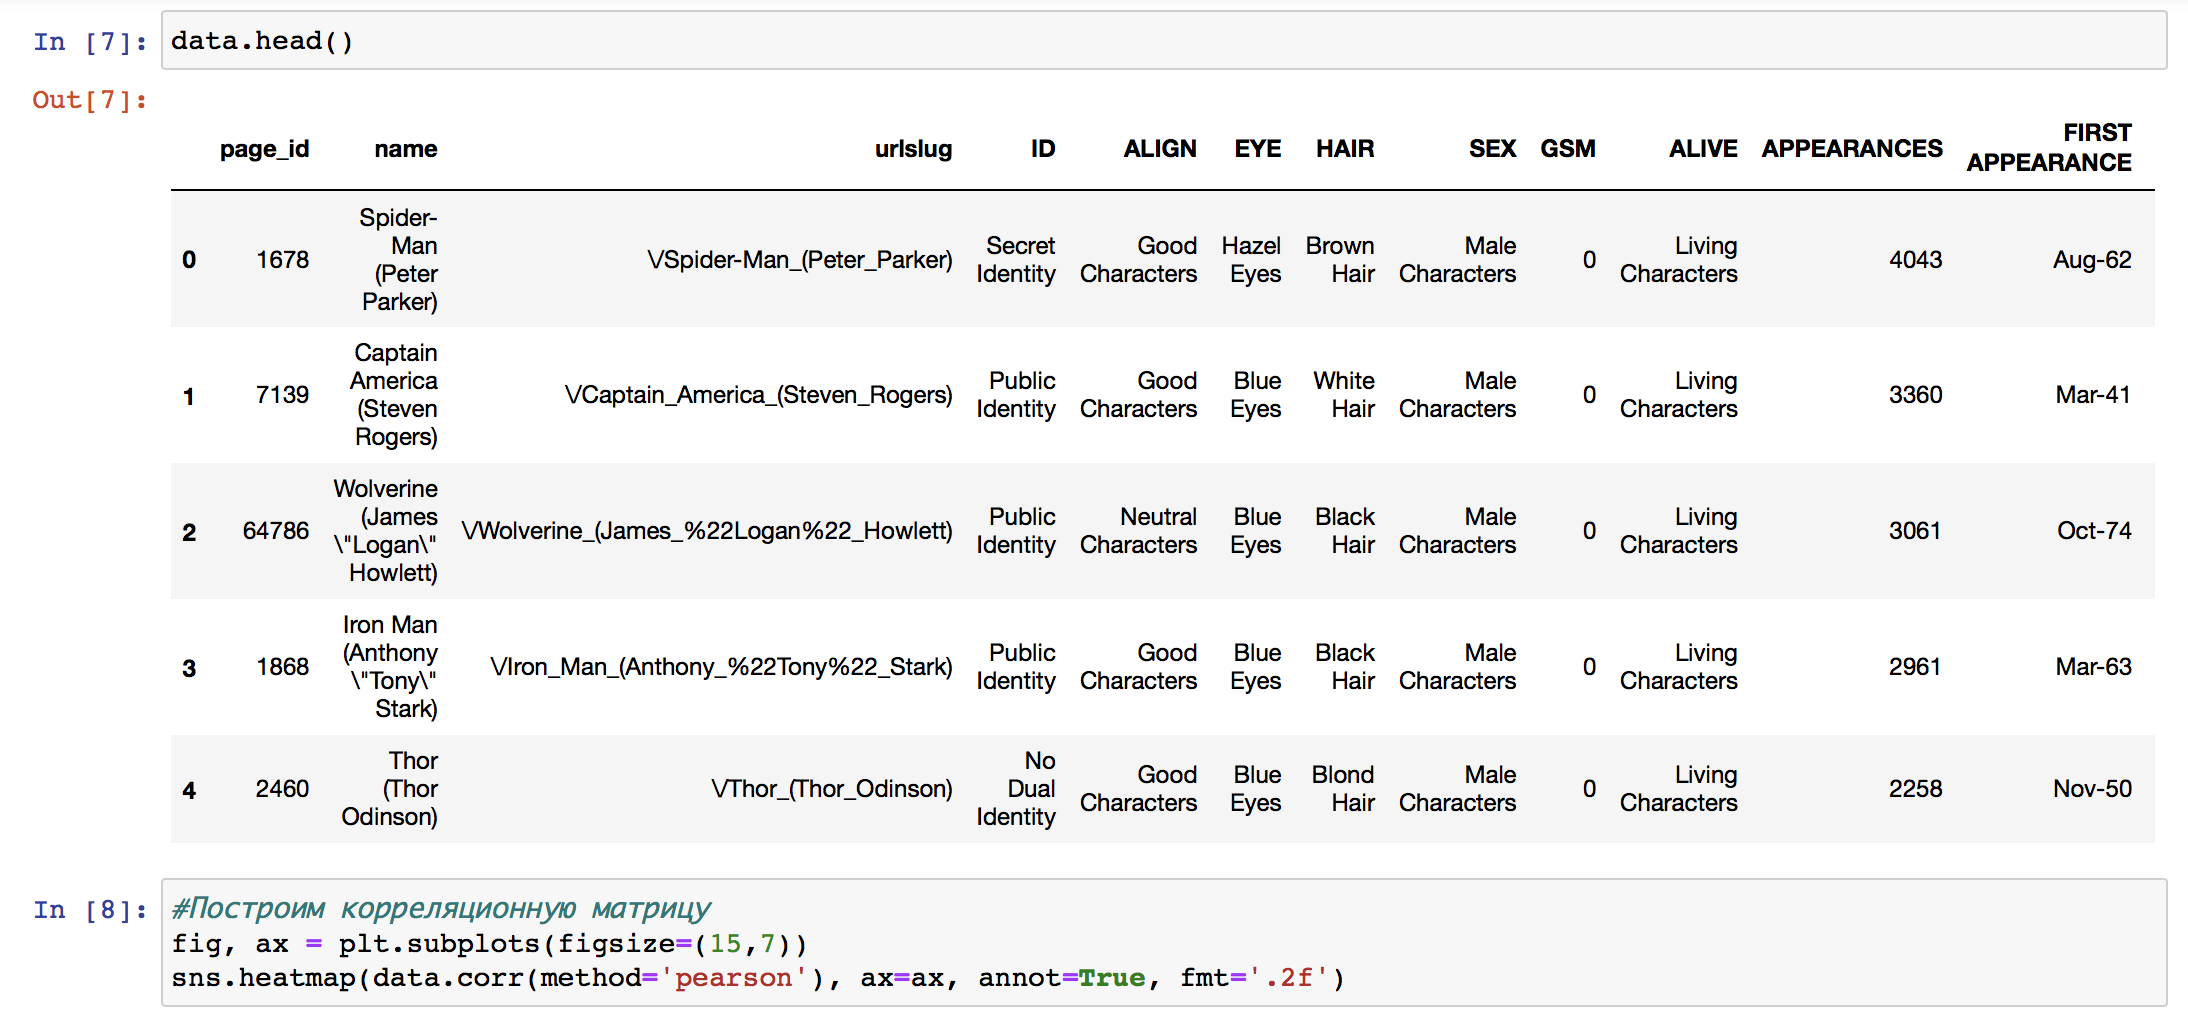 In [7]: data.head()
Out[7]:
page_id name urlslug ID ALIGN EYE HAIR SEX GSM ALIVE APPEARANCES FIRST APPEARANCE
0 1678 Spider-Man (Peter Parker) \/Spider-Man_(Peter_Parker) Secret Identity Good Characters Hazel Eyes Brown Hair Male Characters 0 Living Characters 4043 Aug-62
1 7139 Captain America (Steven Rogers) \/Captain_America_(Steven_Rogers) Public Identity Good Characters Blue Eyes White Hair Male Characters 0 Living Characters 3360 Mar-41
2 64786 Wolverine (James \"Logan\" Howlett) \/Wolverine_(James_%22Logan%22_Howlett) Public Identity Neutral Characters Blue Eyes Black Hair Male Characters 0 Living Characters 3061 Oct-74
3 1868 Iron Man (Anthony \"Tony\" Stark) \/Iron_Man_(Anthony_%22Tony%22_Stark) Public Identity Good Characters Blue Eyes Black Hair Male Characters 0 Living Characters 2961 Mar-63
4 2460 Thor (Thor Odinson) \/Thor_(Thor_Odinson) No Dual Identity Good Characters Blue Eyes Blond Hair Male Characters 0 Living Characters 2258 Nov-50
In [8]: #Построим корреляционную матрицу
fig, ax = plt.subplots(figsize=(15,7))
sns.heatmap(data.corr(method='pearson'), ax=ax, annot=True, fmt='.2f')